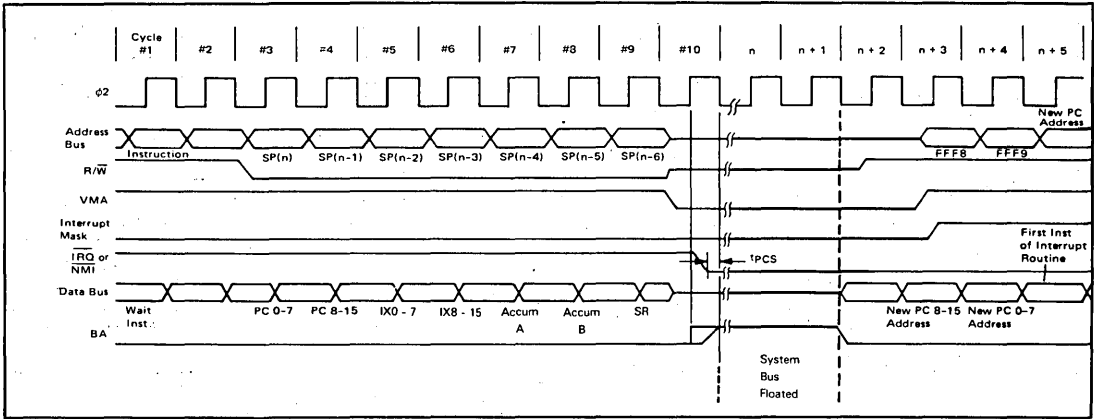 Cycle
#1 #2 #3 #4 #5 #6 #7 #8 #9 #10 n n + 1 n + 2 n + 3 n + 4 n + 5
ϕ2
New PC
Address
Address
Bus
Instruction SP(n) SP(n-1) SP(n-2) SP(n-3) SP(n-4) SP(n-5) SP(n-6) FFF8 FFF9
R/W̅
VMA
Interrupt
Mask
First Inst
of Interrupt
Routine
I̅R̅Q̅ or
N̅M̅I̅
tPCS
Data Bus
Wait
Inst.
PC 0-7 PC 8-15 IX0 - 7 IX8 - 15 Accum
A
Accum
B
SR New PC 8-15
Address
New PC 0-7
Address
BA
System
Bus
Floated